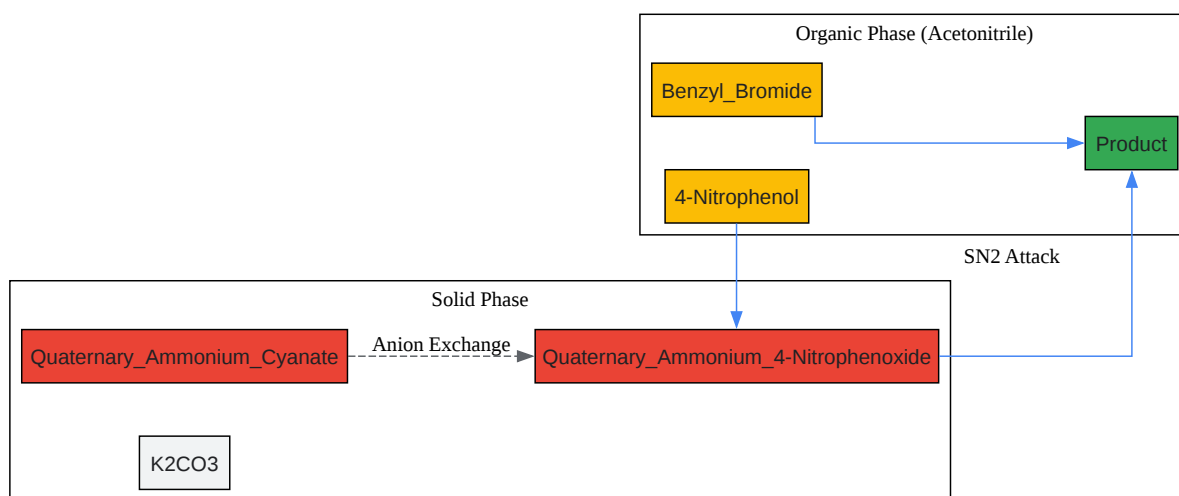 Organic Phase (Acetonitrile)
Benzyl_Bromide
Product
4-Nitrophenol
SN2 Attack
Solid Phase
Quaternary_Ammonium_Cyanate
Anion Exchange
Quaternary_Ammonium_4-Nitrophenoxide
K2CO3